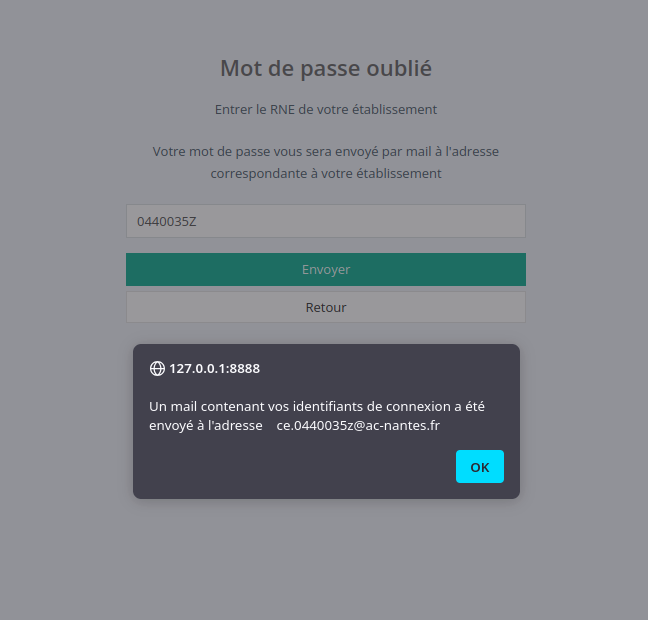 Mot de passe oublié
Entrer le RNE de votre établissement
Votre mot de passe vous sera envoyé par mail à l'adresse
correspondante à votre établissement
0440035Z
Envoyer
Retour
127.0.0.1:8888
Un mail contenant vos identifiants de connexion a été
envoyé à l'adresse ce.0440035z@ac-nantes.fr
OK